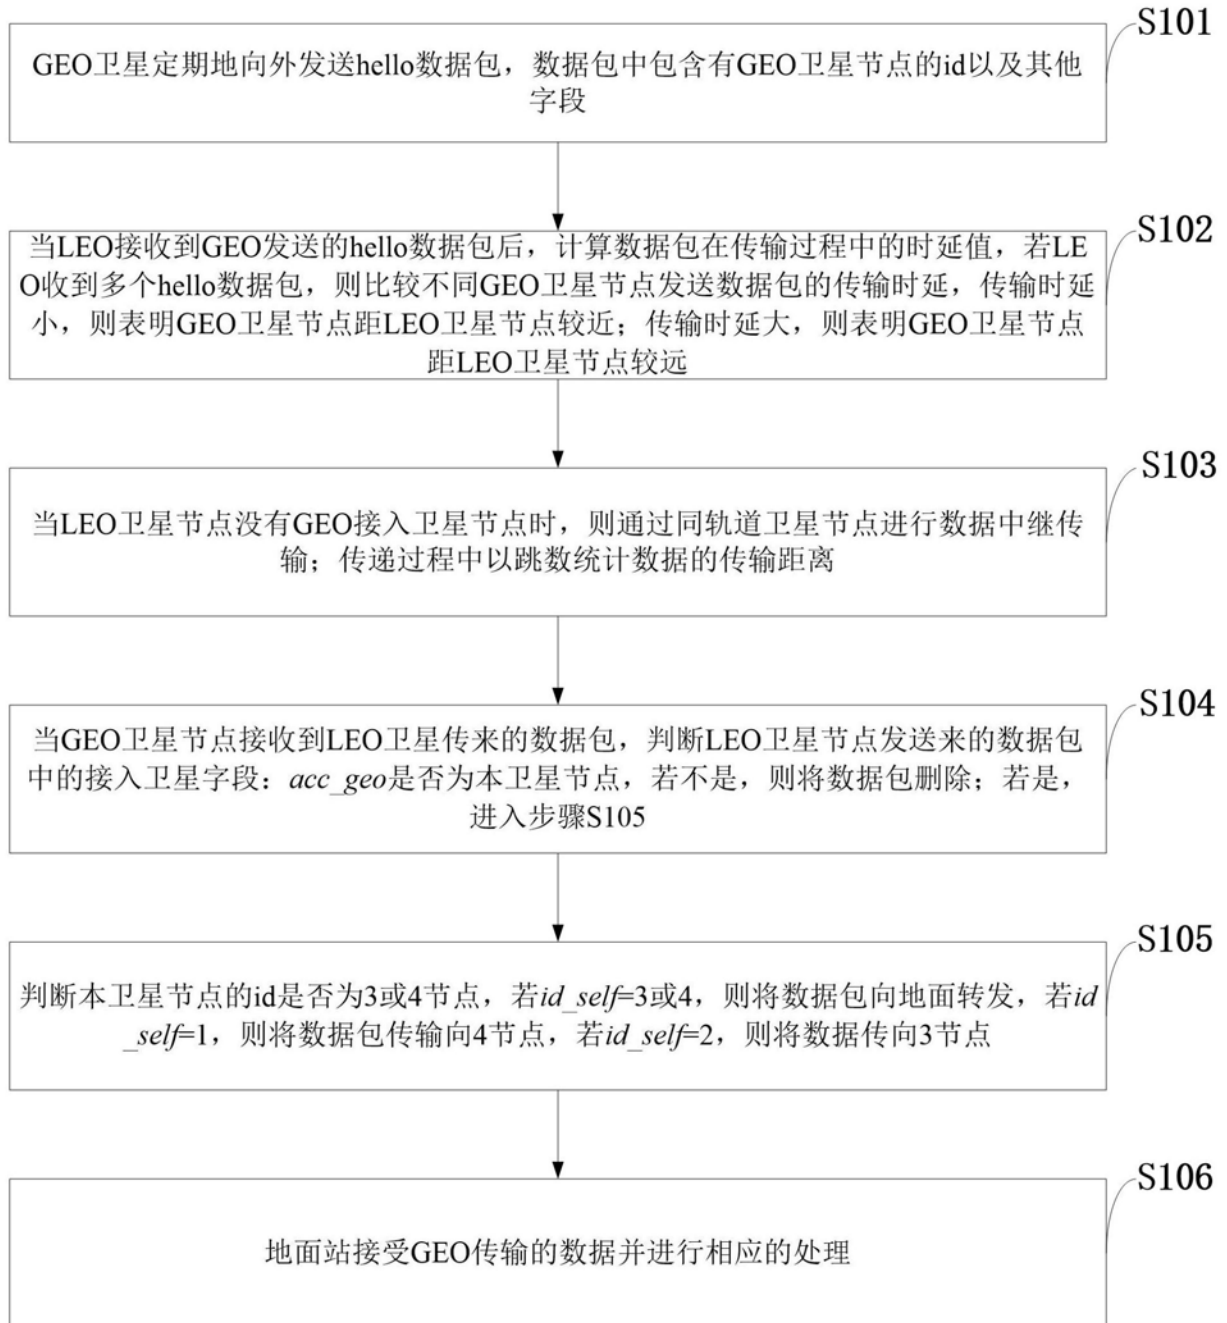 S101
GEO卫星定期地向外发送hello数据包，数据包中包含有GEO卫星节点的id以及其他
字段
S102
当LEO接收到GEO发送的hello数据包后，计算数据包在传输过程中的时延值，若LE
O收到多个hello数据包，则比较不同GEO卫星节点发送数据包的传输时延，传输时延
小，则表明GEO卫星节点距LEO卫星节点较近；传输时延大，则表明GEO卫星节点
距LEO卫星节点较远
S103
当LEO卫星节点没有GEO接入卫星节点时，则通过同轨道卫星节点进行数据中继传
输；传递过程中以跳数统计数据的传输距离
S104
当GEO卫星节点接收到LEO卫星传来的数据包，判断LEO卫星节点发送来的数据包
中的接入卫星字段：acc_geo是否为本卫星节点，若不是，则将数据包删除；若是，
进入步骤S105
S105
判断本卫星节点的id是否为3或4节点，若id_self=3或4，则将数据包向地面转发，若id
_self=1，则将数据包传输向4节点，若id_self=2，则将数据传向3节点
S106
地面站接受GEO传输的数据并进行相应的处理